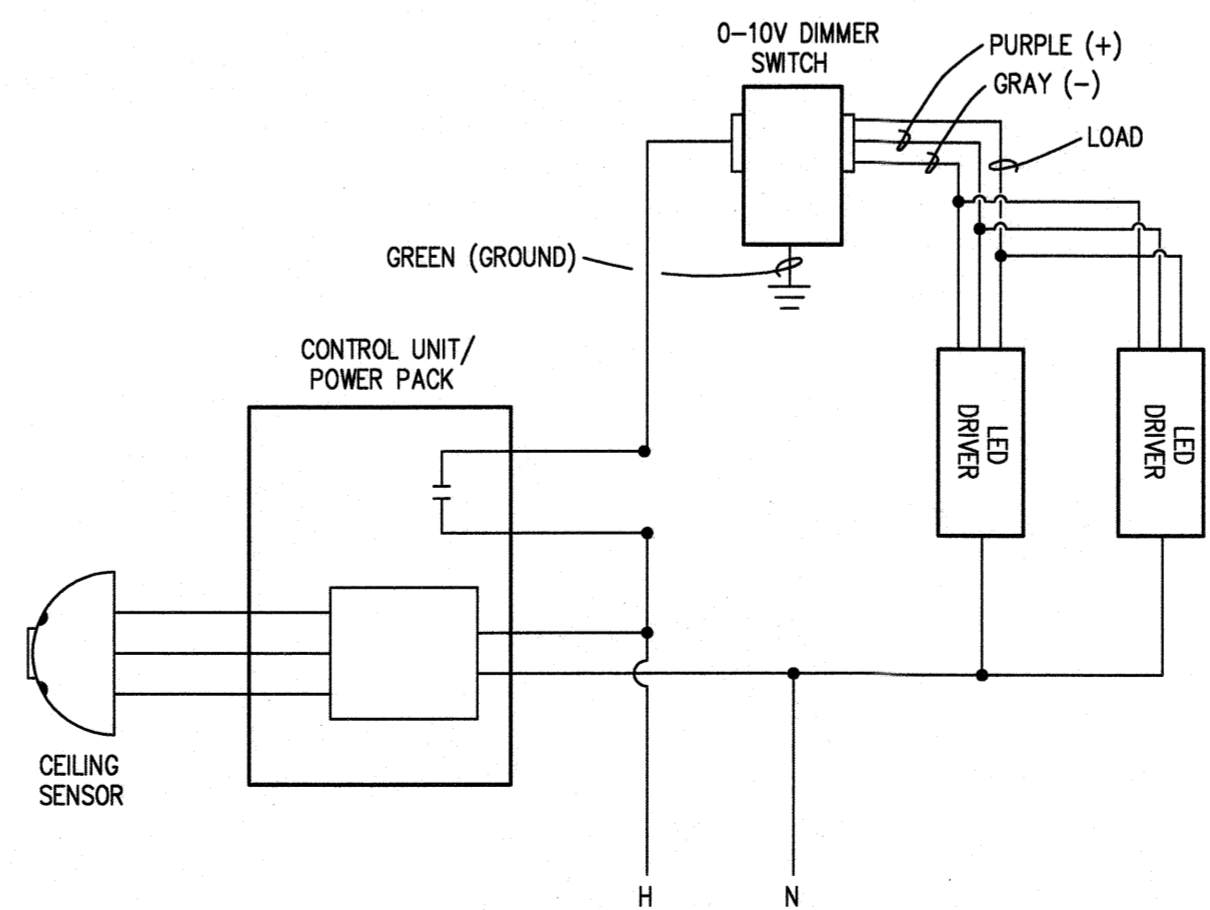 0-10V DIMMER
SWITCH
PURPLE (+)
GRAY (-)
LOAD
GREEN (GROUND)
CONTROL UNIT/
POWER PACK
LED
DRIVER
LED
DRIVER
CEILING
SENSOR
H
N